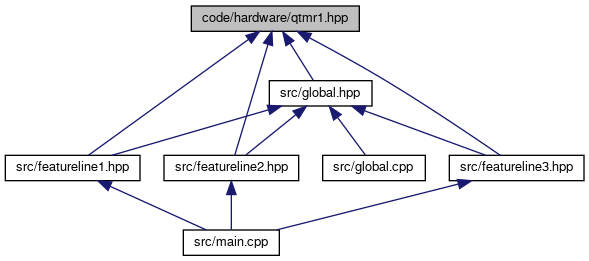 code/hardware/qtmr1.hpp
src/global.hpp
src/featureline1.hpp
src/featureline2.hpp
src/global.cpp
src/featureline3.hpp
src/main.cpp